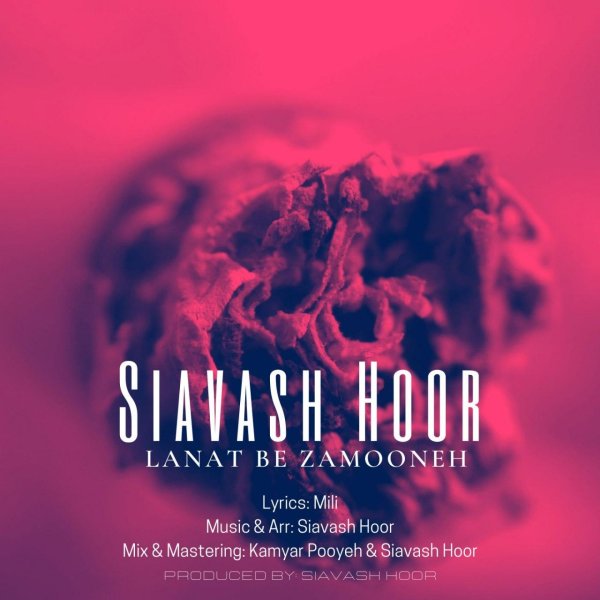 SIAVASH HOOR
LANAT BE ZAMOONEH
Lyrics: Mili
Music & Arr: Siavash Hoor
Mix & Mastering: Kamyar Pooyeh & Siavash Hoor
PRODUCED BY: SIAVASH HOOR